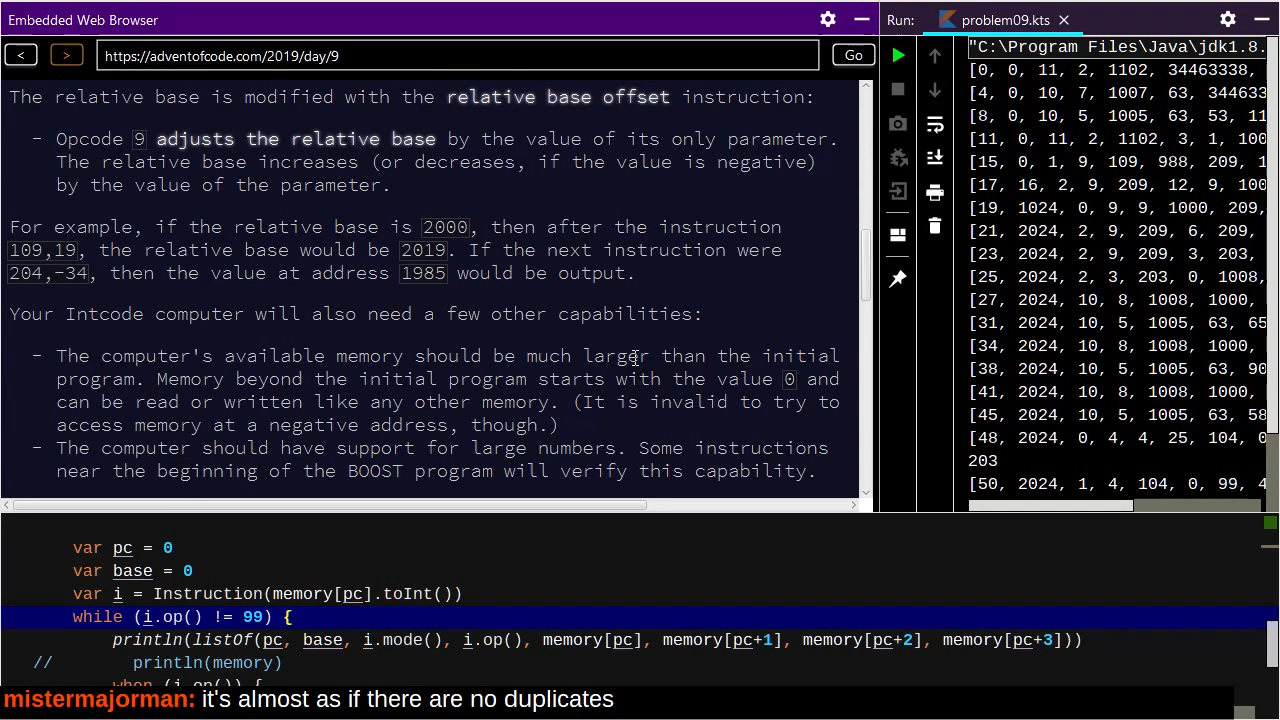 Embedded Web Browser
https://adventofcode.com/2019/day/9
Go
The relative base is modified with the relative base offset instruction:
- Opcode 9 adjusts the relative base by the value of its only parameter.
The relative base increases (or decreases, if the value is negative)
by the value of the parameter.
For example, if the relative base is 2000, then after the instruction
109,19, the relative base would be 2019. If the next instruction were
204,-34, then the value at address 1985 would be output.
Your Intcode computer will also need a few other capabilities:
- The computer's available memory should be much larger than the initial
program. Memory beyond the initial program starts with the value 0 and
can be read or written like any other memory. (It is invalid to try to
access memory at a negative address, though.)
- The computer should have support for large numbers. Some instructions
near the beginning of the BOOST program will verify this capability.
Run: problem09.kts
"C:\Program Files\Java\jdk1.8.
[0, 0, 11, 2, 1102, 34463338,
[4, 0, 10, 7, 1007, 63, 344633
[8, 0, 10, 5, 1005, 63, 53, 11
[11, 0, 11, 2, 1102, 3, 1, 100
[15, 0, 1, 9, 109, 988, 209, 1
[17, 16, 2, 9, 209, 12, 9, 100
[19, 1024, 0, 9, 9, 1000, 209,
[21, 2024, 2, 9, 209, 6, 209,
[23, 2024, 2, 9, 209, 3, 203,
[25, 2024, 2, 3, 203, 0, 1008,
[27, 2024, 10, 8, 1008, 1000,
[31, 2024, 10, 5, 1005, 63, 65
[34, 2024, 10, 8, 1008, 1000,
[38, 2024, 10, 5, 1005, 63, 90
[41, 2024, 10, 8, 1008, 1000,
[45, 2024, 10, 5, 1005, 63, 58
[48, 2024, 0, 4, 4, 25, 104, 0
203
[50, 2024, 1, 4, 104, 0, 99, 4
var pc = 0
var base = 0
var i = Instruction(memory[pc].toInt())
while (i.op() != 99) {
println(listOf(pc, base, i.mode(), i.op(), memory[pc], memory[pc+1], memory[pc+2], memory[pc+3]))
// println(memory)
when (i.op()) {
mistermajorman: it's almost as if there are no duplicates